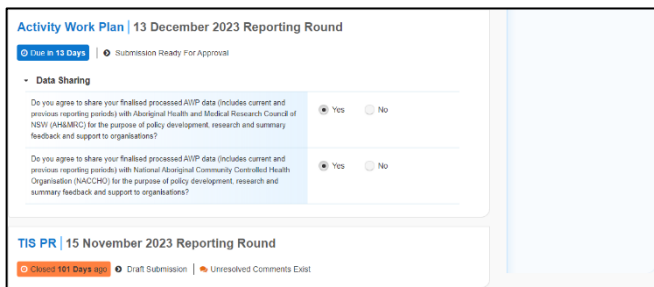 Activity Work Plan | 13 December 2023 Reporting Round
Due in 13 Days | Submission Ready For Approval
Data Sharing
Do you agree to share your finalised processed AWP data (includes current and
previous reporting periods) with Aboriginal Health and Medical Research Council of
NSW (AH&MRC) for the purpose of policy development, research and summary
feedback and support to organisations?
Yes No
Do you agree to share your finalised processed AWP data (includes current and
previous reporting periods) with National Aboriginal Community Controlled Health
Organisation (NACCHO) for the purpose of policy development, research and
summary feedback and support to organisations?
Yes No
TIS PR | 15 November 2023 Reporting Round
Closed 101 Days ago Draft Submission | Unresolved Comments Exist